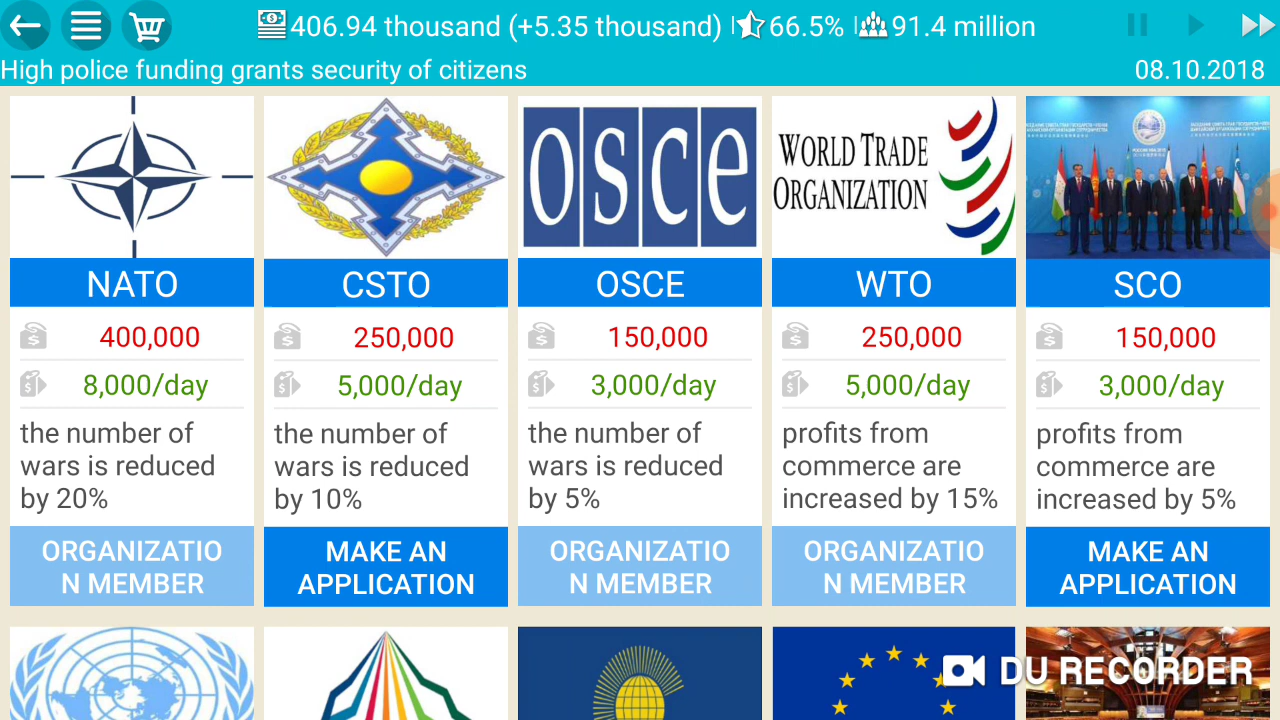 406.94 thousand (+5.35 thousand) 66.5% 91.4 million
High police funding grants security of citizens 08.10.2018
OSCE
WORLD TRADE
ORGANIZATION
NATO CSTO OSCE WTO SCO
400,000 250,000 150,000 250,000 150,000
8,000/day 5,000/day 3,000/day 5,000/day 3,000/day
the number of
wars is reduced
by 20%
the number of
wars is reduced
by 10%
the number of
wars is reduced
by 5%
profits from
commerce are
increased by 15%
profits from
commerce are
increased by 5%
ORGANIZATIO
N MEMBER
MAKE AN
APPLICATION
ORGANIZATIO
N MEMBER
ORGANIZATIO
N MEMBER
MAKE AN
APPLICATION
DU RECORDER